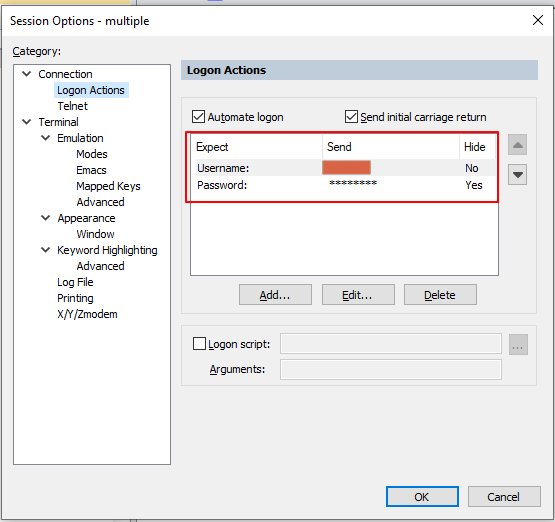 Session Options - multiple
Category:
Connection
Logon Actions
Telnet
Terminal
Emulation
Modes
Emacs
Mapped Keys
Advanced
Appearance
Window
Keyword Highlighting
Advanced
Log File
Printing
X/Y/Zmodem
Logon Actions
Automate logon Send initial carriage return
Expect Send Hide
Username: No
Password: ******** Yes
Add... Edit... Delete
Logon script: ...
Arguments:
OK Cancel